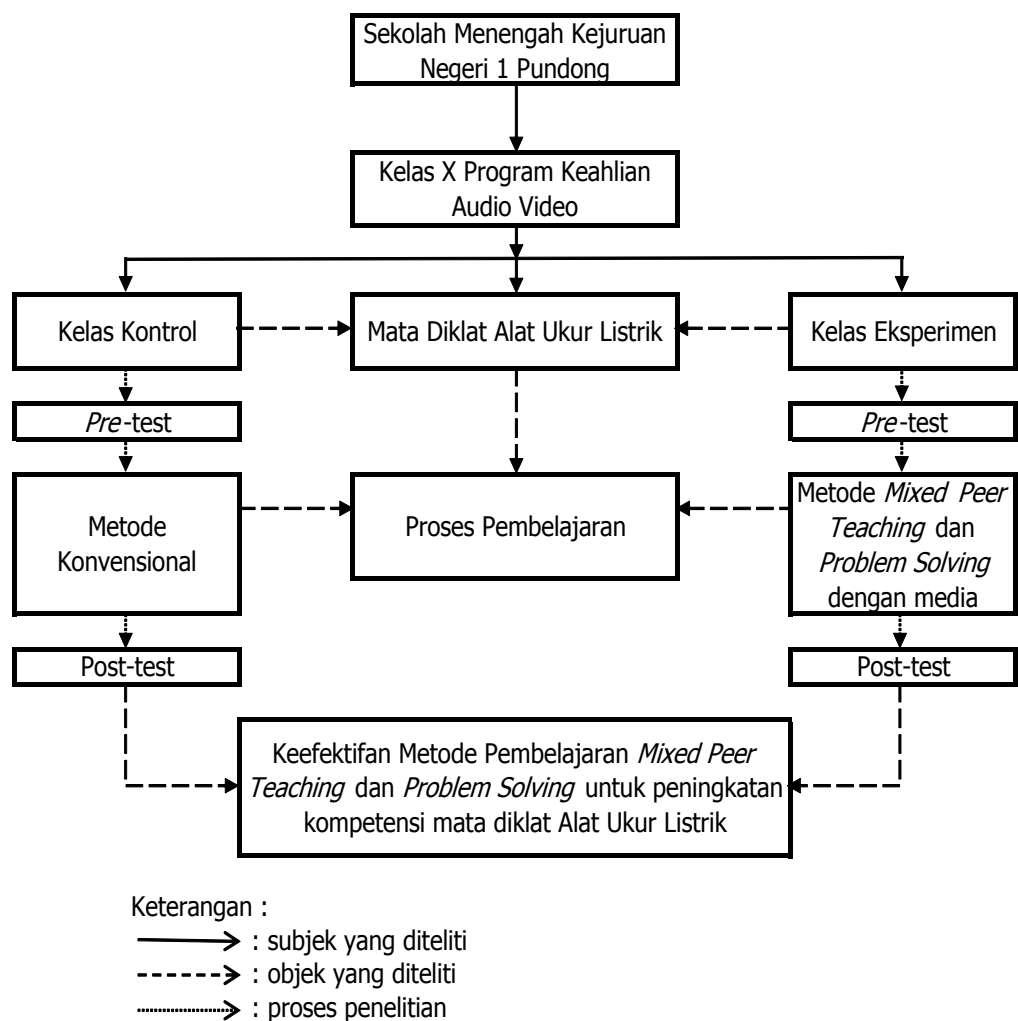 Sekolah Menengah Kejuruan
Negeri 1 Pundong
Kelas X Program Keahlian
Audio Video
Kelas Kontrol
Mata Diklat Alat Ukur Listrik
Kelas Eksperimen
Pre-test
Pre-test
Metode
Konvensional
Proses Pembelajaran
Metode Mixed Peer
Teaching dan
Problem Solving
dengan media
Post-test
Post-test
Keefektifan Metode Pembelajaran Mixed Peer
Teaching dan Problem Solving untuk peningkatan
kompetensi mata diklat Alat Ukur Listrik
Keterangan :
: subjek yang diteliti
: objek yang diteliti
: proses penelitian